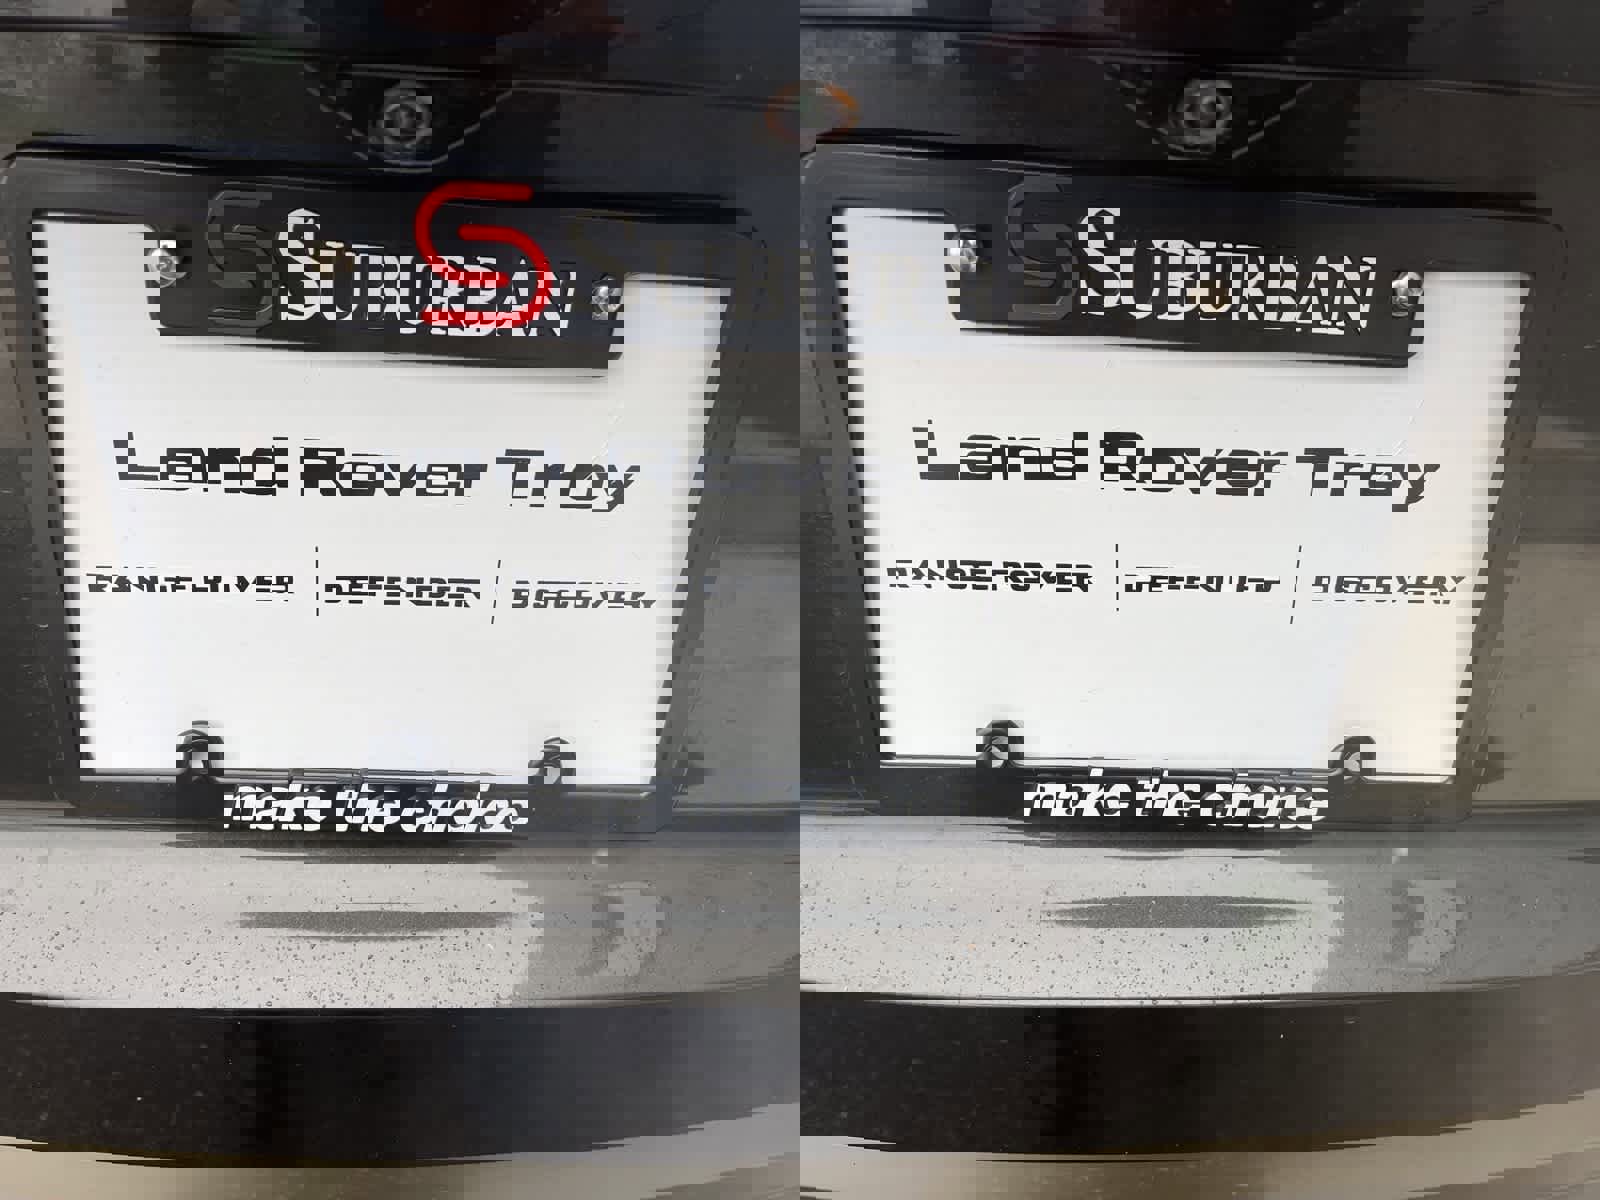 SUBURBAN SUBURBAN
Land Rover Troy Land Rover Troy
RANGE ROVER DEFENDER DISCOVERY RANGE ROVER DEFENDER DISCOVERY
make the choice make the choice